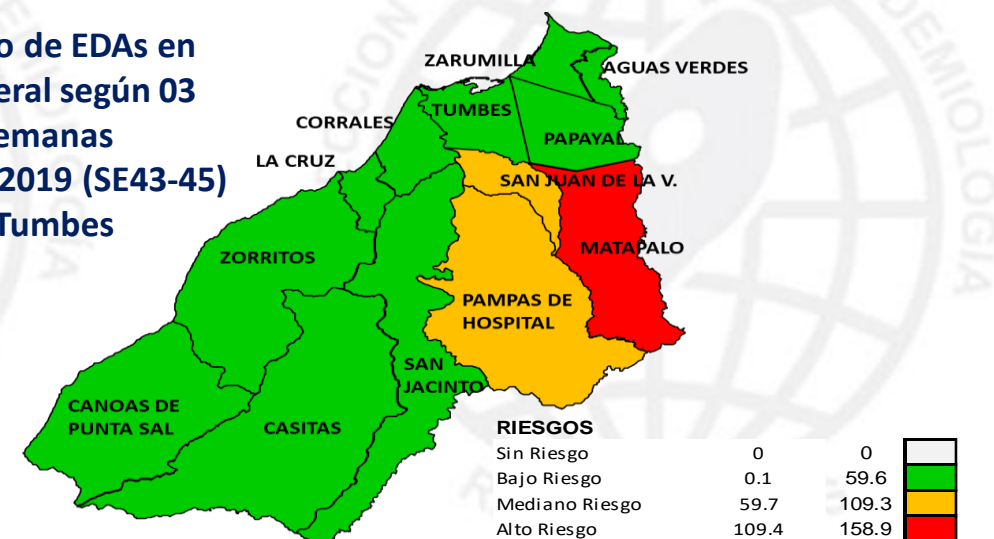 o de EDAs en
eral según 03
emanas
2019 (SE43-45)
Tumbes
ZARUMILLA
AGUAS VERDES
CORRALES
TUMBES
PAPAYAL
LA CRUZ
SAN JUAN DE LA V.
ZORRITOS
MATAPALO
PAMPAS DE
HOSPITAL
SAN
JACINTO
CANOAS DE
PUNTA SAL
CASITAS
RIESGOS
Sin Riesgo 0 0
Bajo Riesgo 0.1 59.6
Mediano Riesgo 59.7 109.3
Alto Riesgo 109.4 158.9